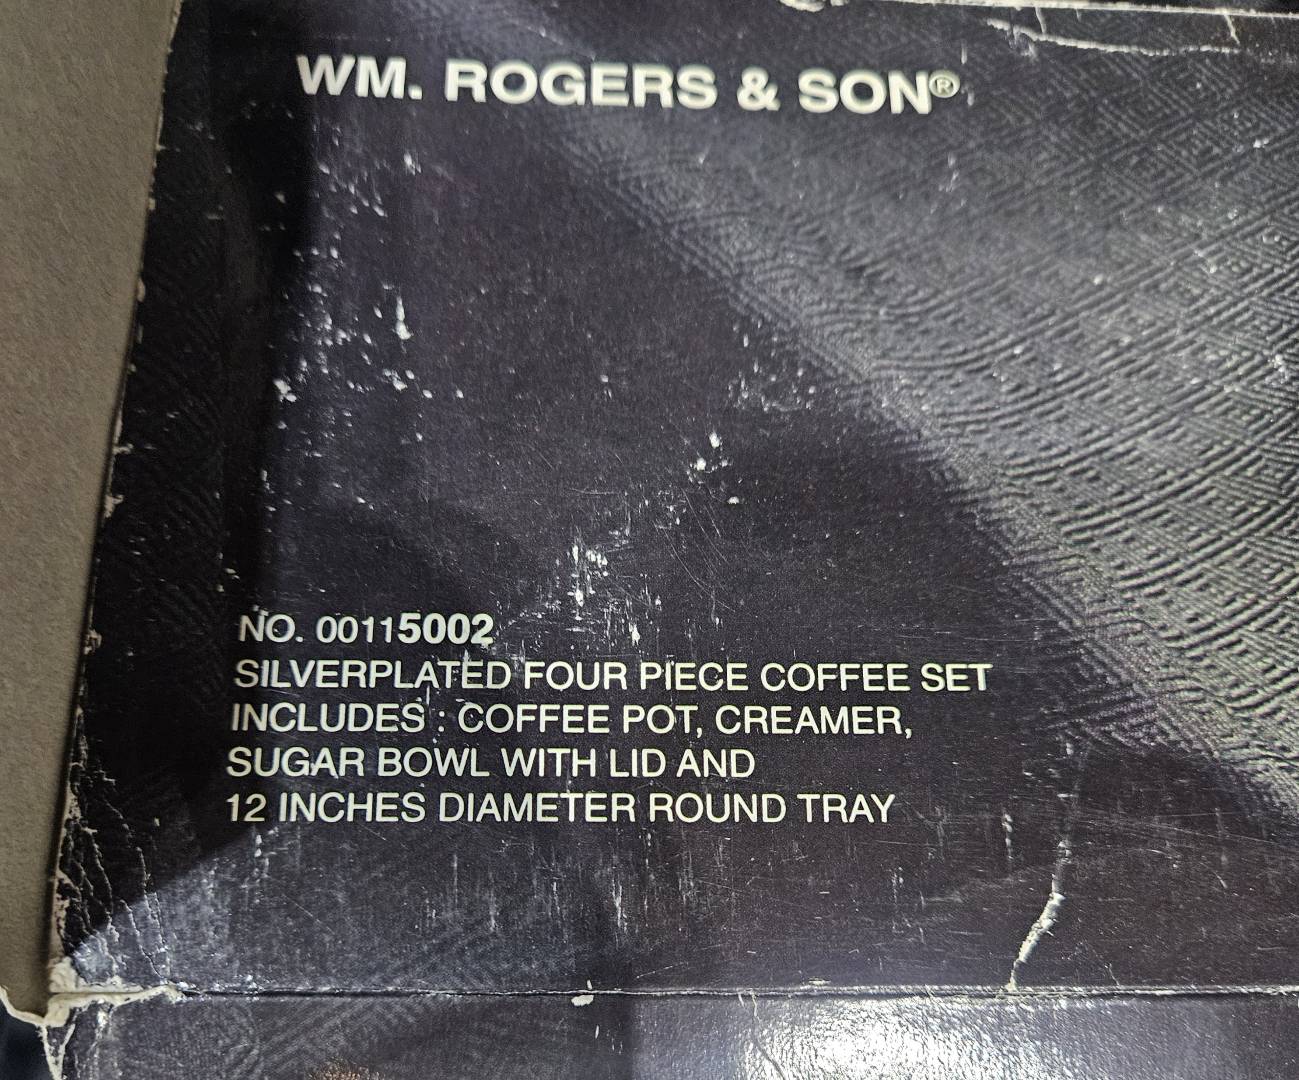 WM. ROGERS & SON®
NO. 00115002
SILVERPLATED FOUR PIECE COFFEE SET
INCLUDES : COFFEE POT, CREAMER,
SUGAR BOWL WITH LID AND
12 INCHES DIAMETER ROUND TRAY